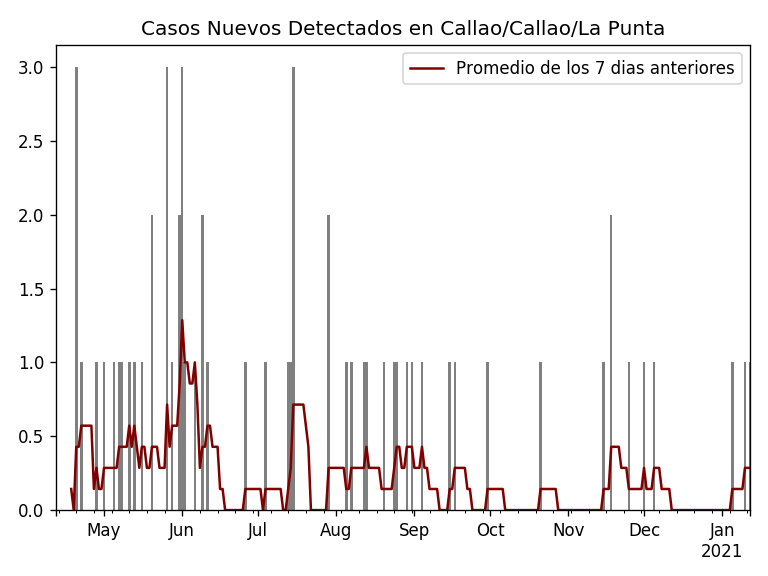 Casos Nuevos Detectados en Callao/Callao/La Punta
Promedio de los 7 dias anteriores
3.0
2.5
2.0
1.5
1.0
0.5
0.0
May Jun Jul Aug Sep Oct Nov Dec Jan
2021